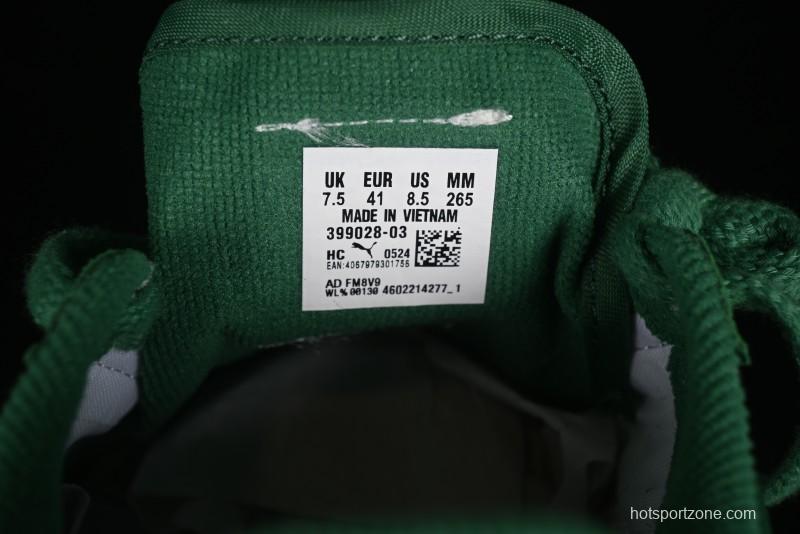 UK EUR US MM
7.5 41 8.5 265
MADE IN VIETNAM
399028-03
HC 0524
EAN:4067979301755
AD FM8V9
WL% 00130 4602214277_1
hotsportzone.com